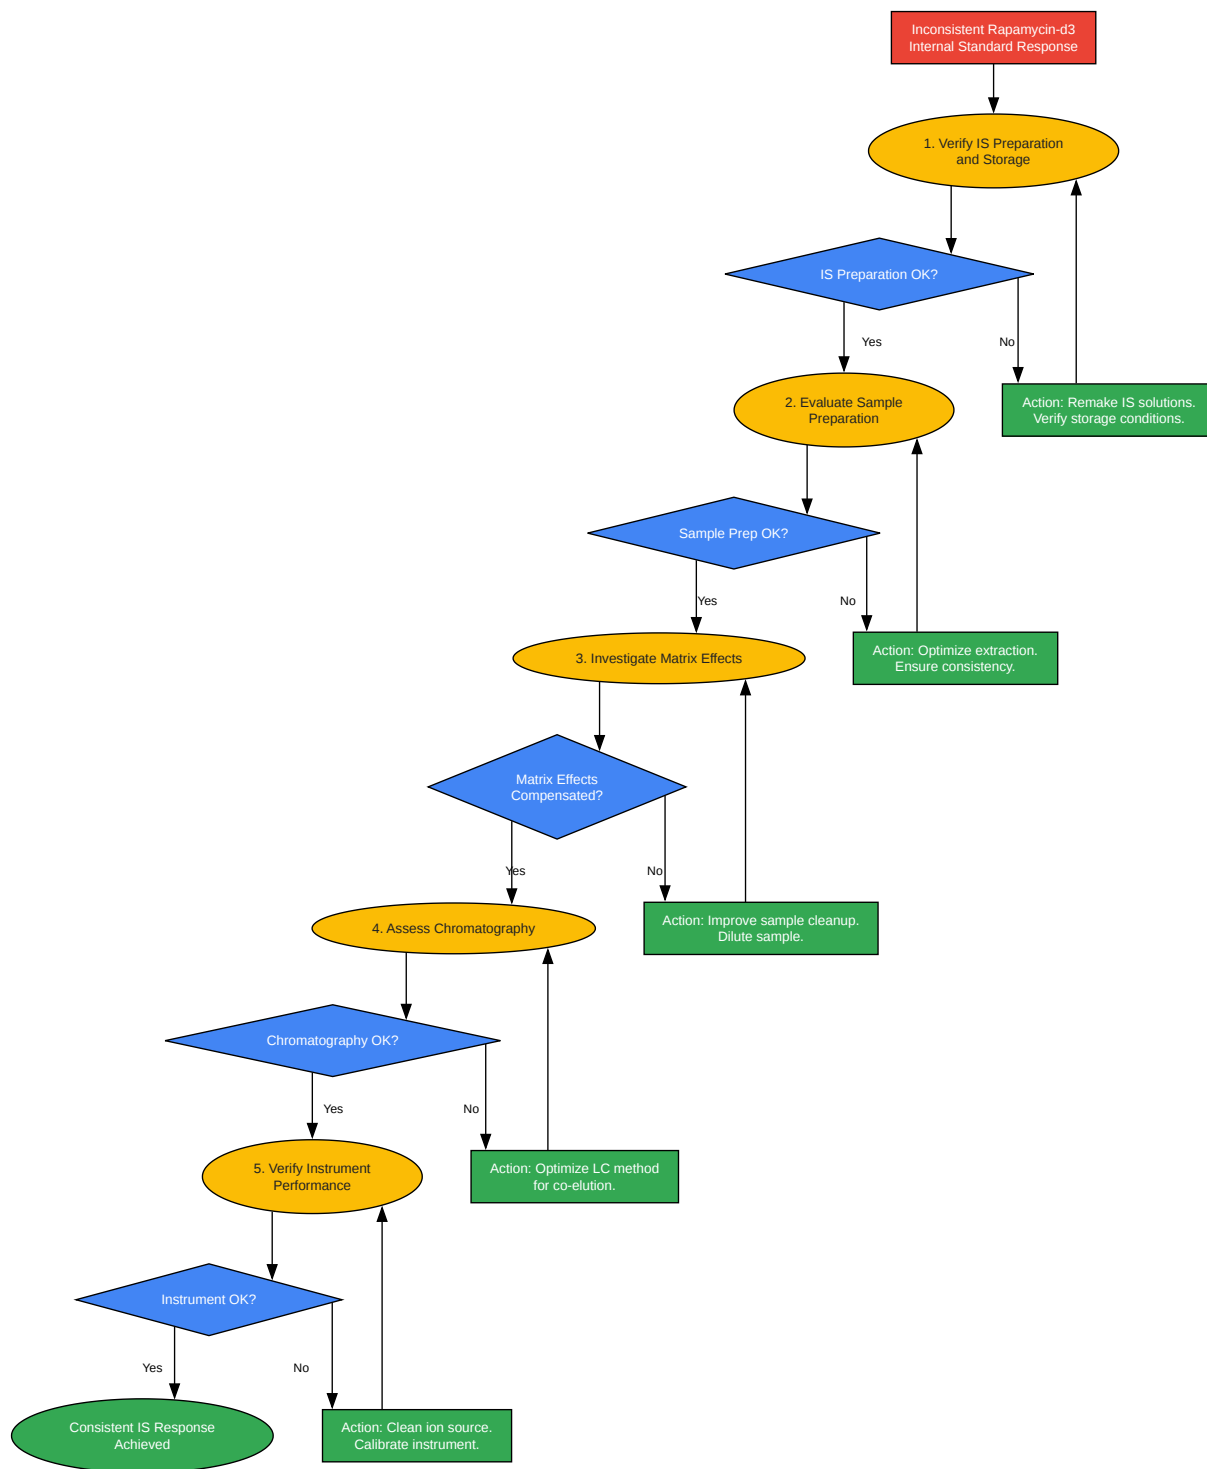 Inconsistent Rapamycin-d3
Internal Standard Response
1. Verify IS Preparation
and Storage
IS Preparation OK?
Yes
No
2. Evaluate Sample
Preparation
Action: Remake IS solutions.
Verify storage conditions.
Sample Prep OK?
Yes
No
3. Investigate Matrix Effects
Action: Optimize extraction.
Ensure consistency.
Matrix Effects
Compensated?
Yes
No
4. Assess Chromatography
Action: Improve sample cleanup.
Dilute sample.
Chromatography OK?
Yes
No
5. Verify Instrument
Performance
Action: Optimize LC method
for co-elution.
Instrument OK?
Yes
No
Consistent IS Response
Achieved
Action: Clean ion source.
Calibrate instrument.